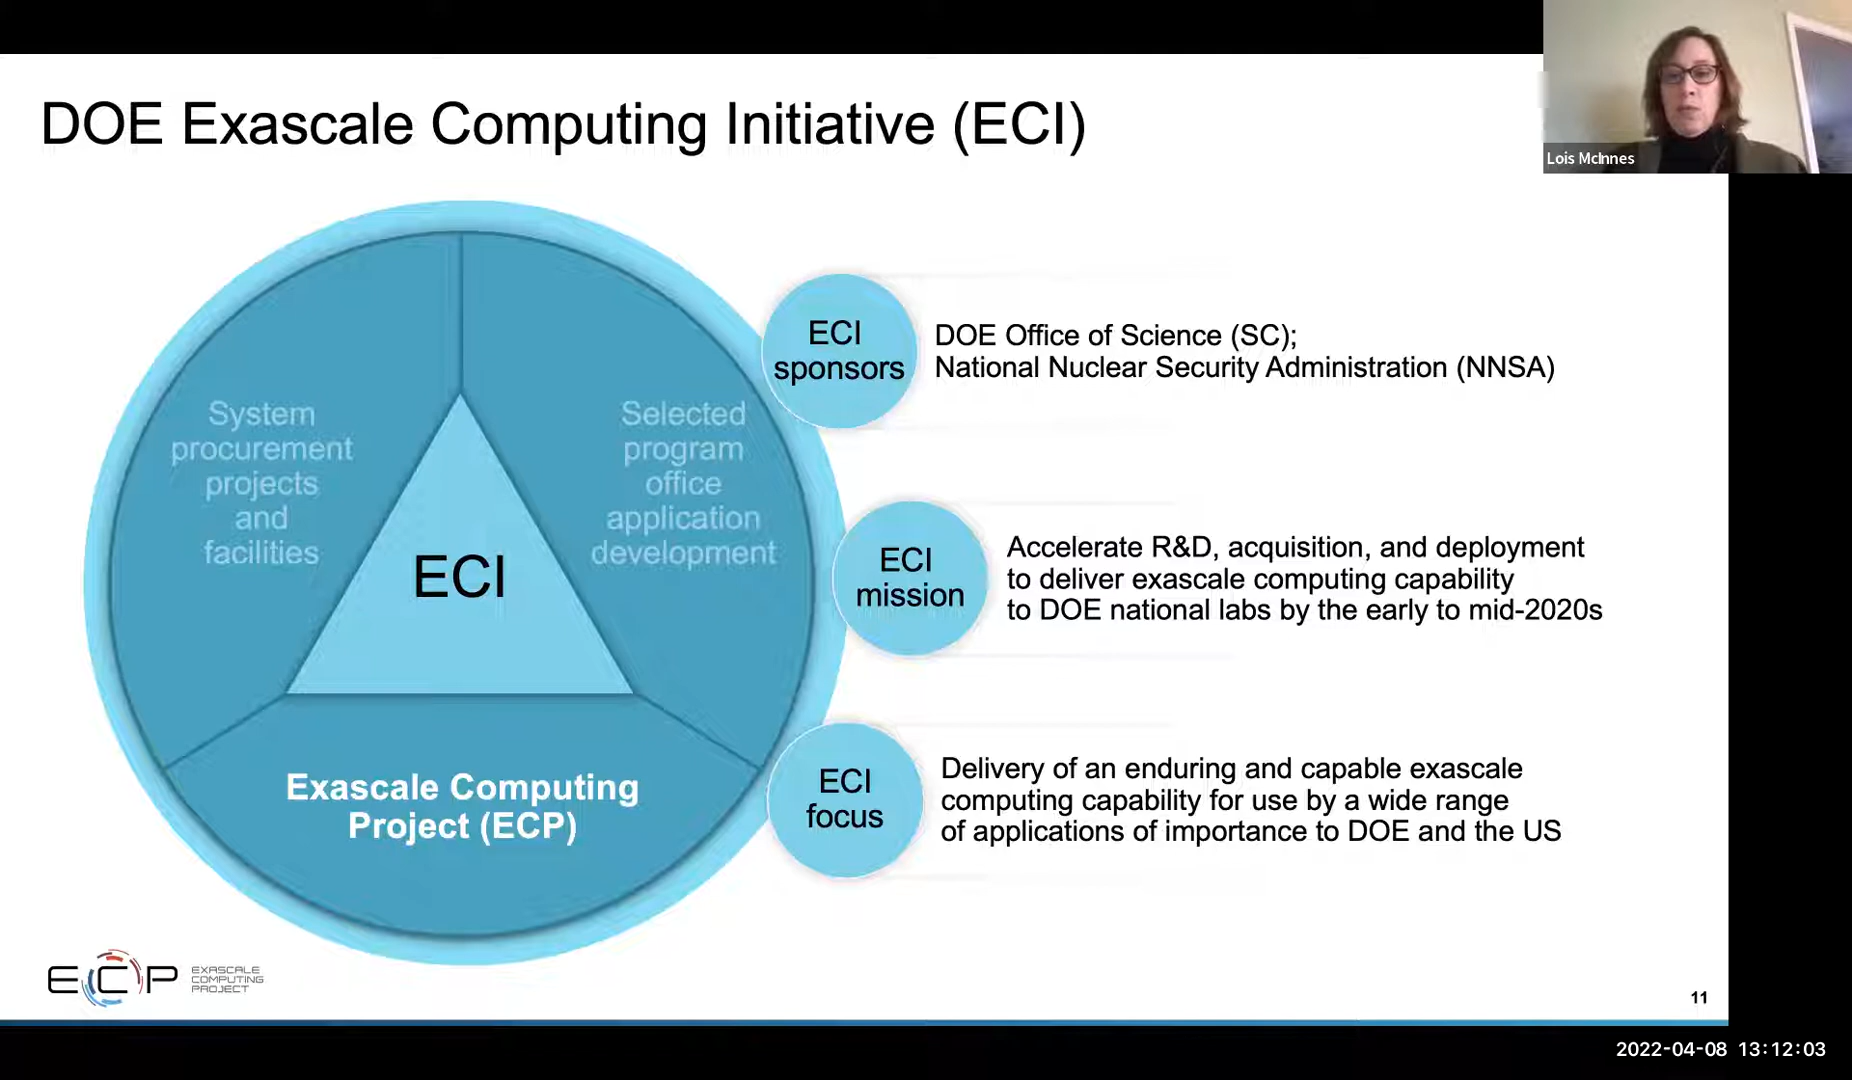 DOE Exascale Computing Initiative (ECI)
Lois McInnes
System
procurement
projects
and
facilities
Selected
program
office
application
development
ECI
Exascale Computing
Project (ECP)
ECI
sponsors
DOE Office of Science (SC);
National Nuclear Security Administration (NNSA)
ECI
mission
Accelerate R&D, acquisition, and deployment
to deliver exascale computing capability
to DOE national labs by the early to mid-2020s
ECI
focus
Delivery of an enduring and capable exascale
computing capability for use by a wide range
of applications of importance to DOE and the US
ECP
EXASCALE
COMPUTING
PROJECT
11
2022-04-08 13:12:03